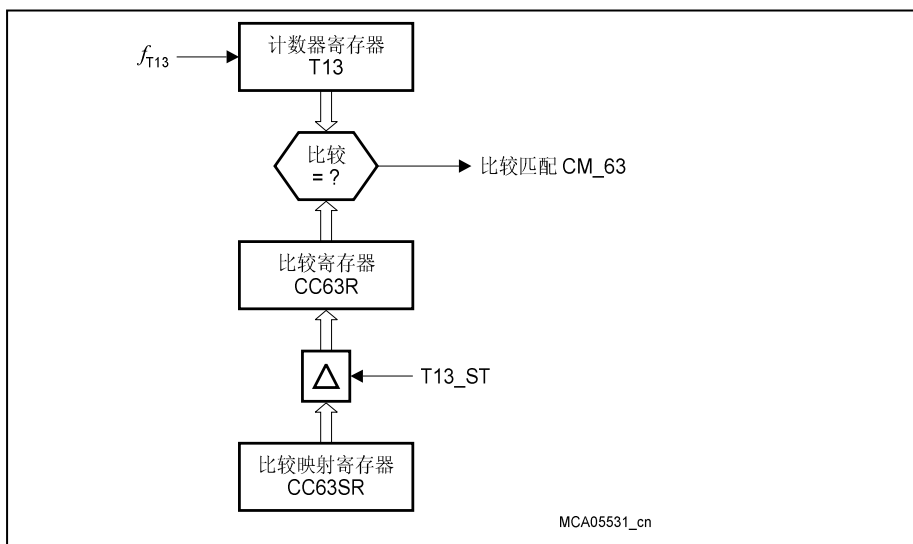 计数器寄存器
T13
fT13
比较
= ?
比较匹配 CM_63
比较寄存器
CC63R
T13_ST
比较映射寄存器
CC63SR
MCA05531_cn